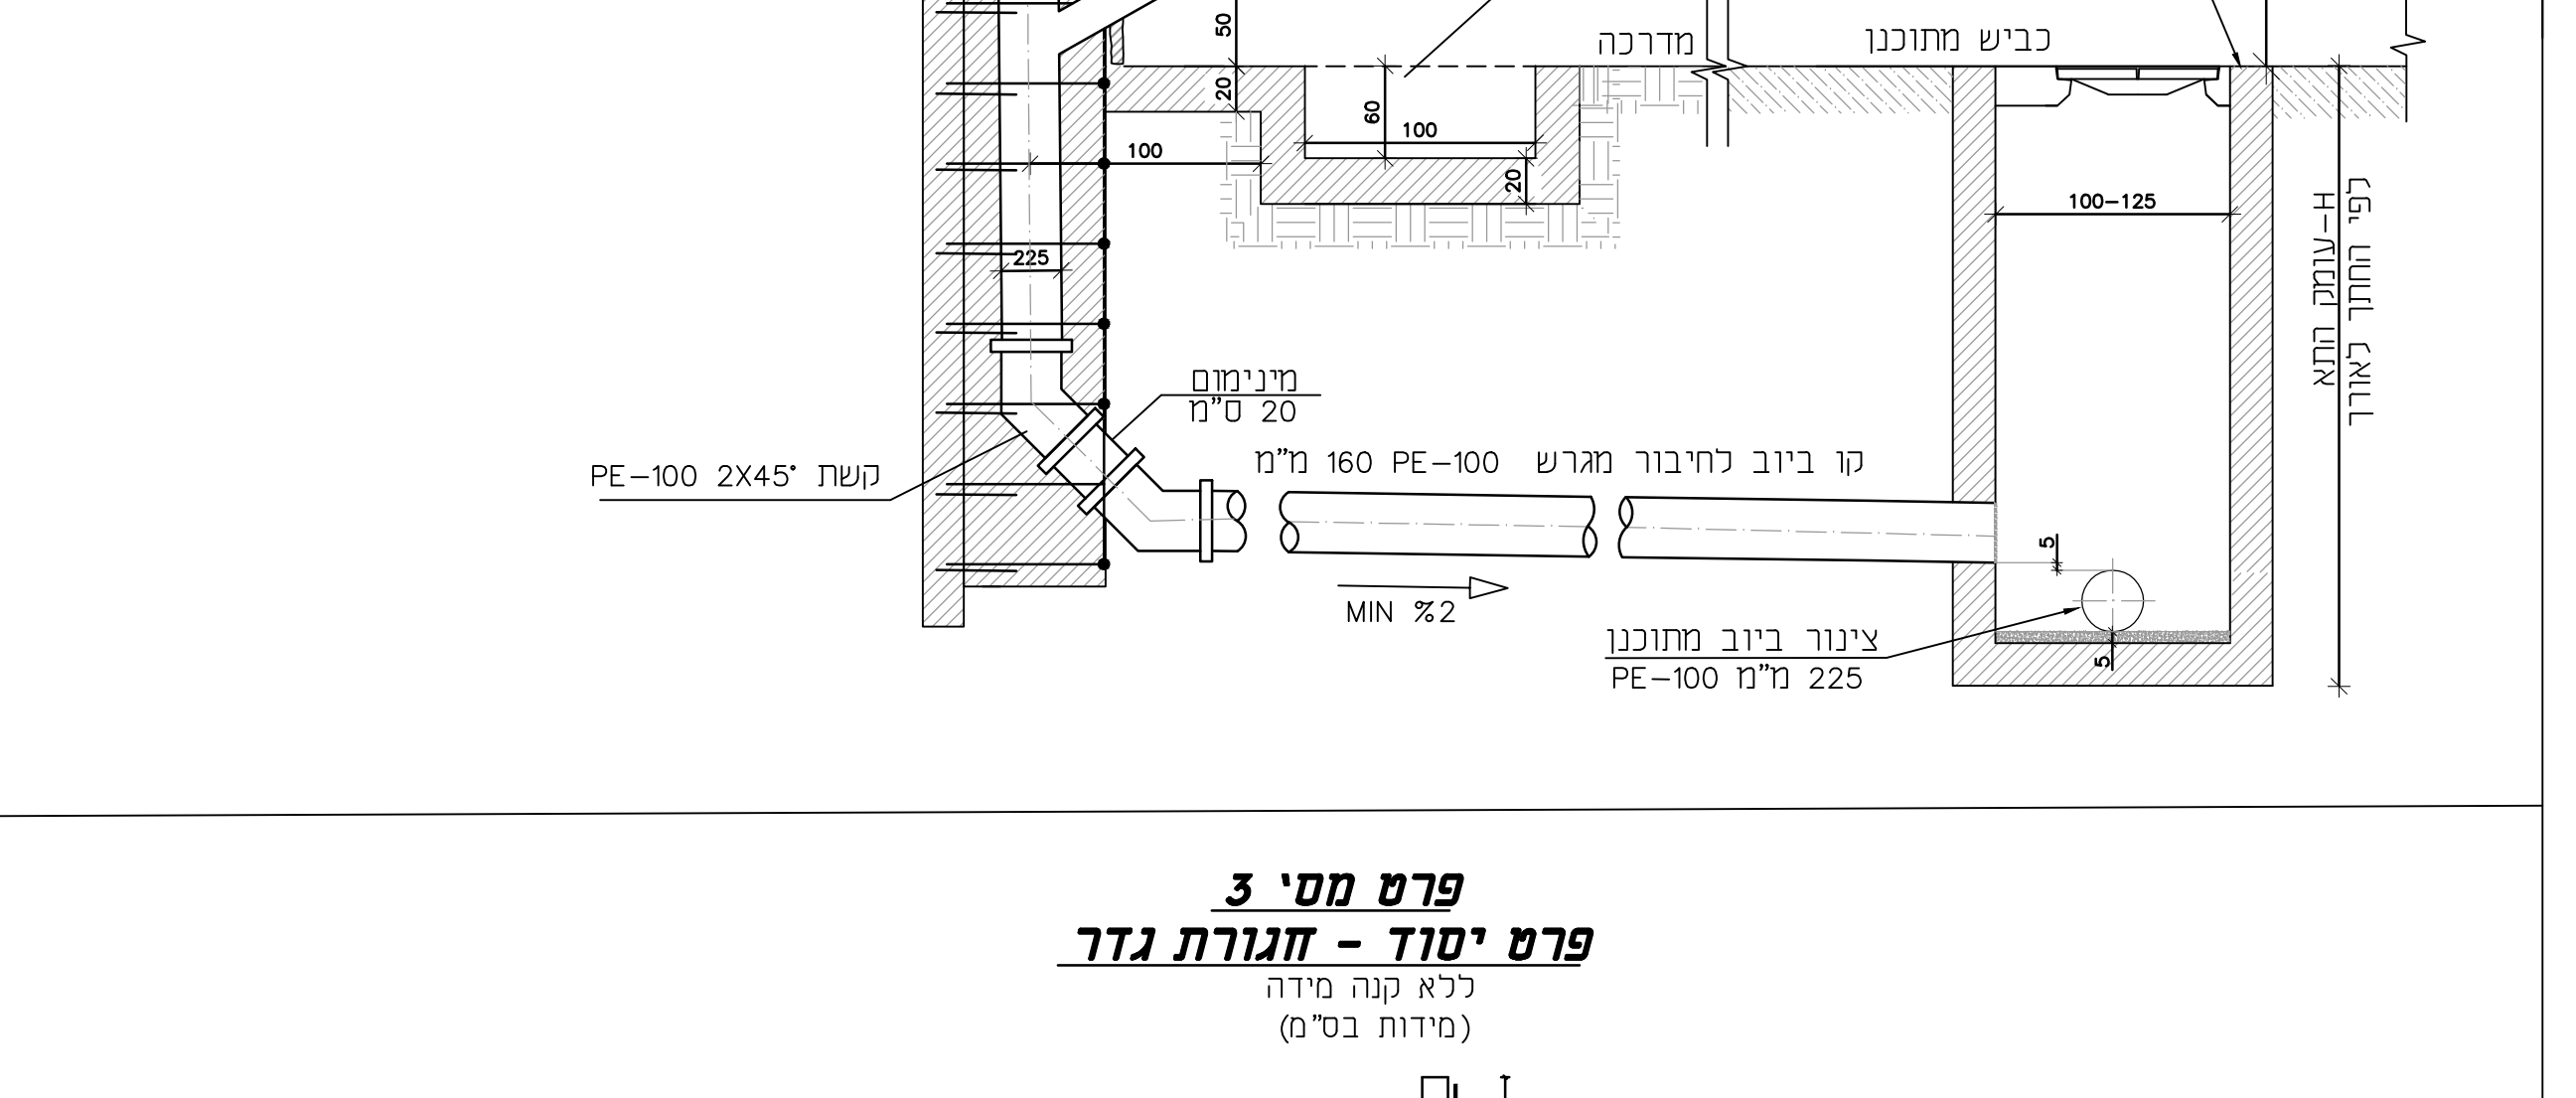 50
מדרכה
כביש מתוכנן
20
60
100
100
20
100-125
H-עומק התא
לפי החתך לאורך
225
מינימום
20 ס"מ
קשת PE-100 2X45°
קו ביוב לחיבור מגרש PE-100 160 מ"מ
5
MIN %2
צינור ביוב מתוכנן
PE-100 מ"מ 225
5
פרט מס' 3
פרט יסוד - חגורת גדר
ללא קנה מידה
(מידות בס"מ)